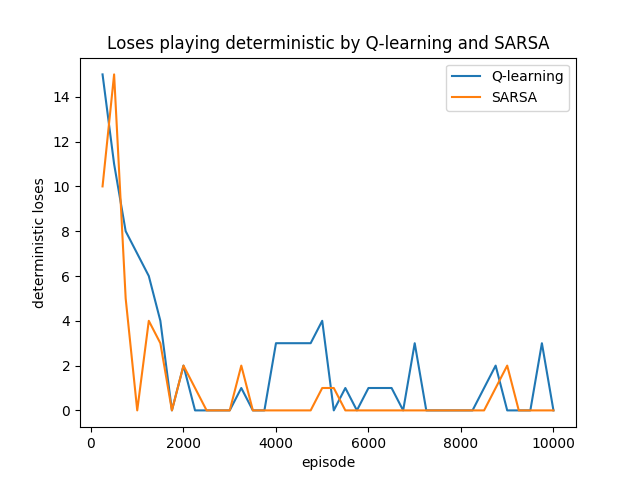 Loses playing deterministic by Q-learning and SARSA
Q-learning
SARSA
deterministic loses
14
12
10
8
6
4
2
0
0 2000 4000 6000 8000 10000
episode